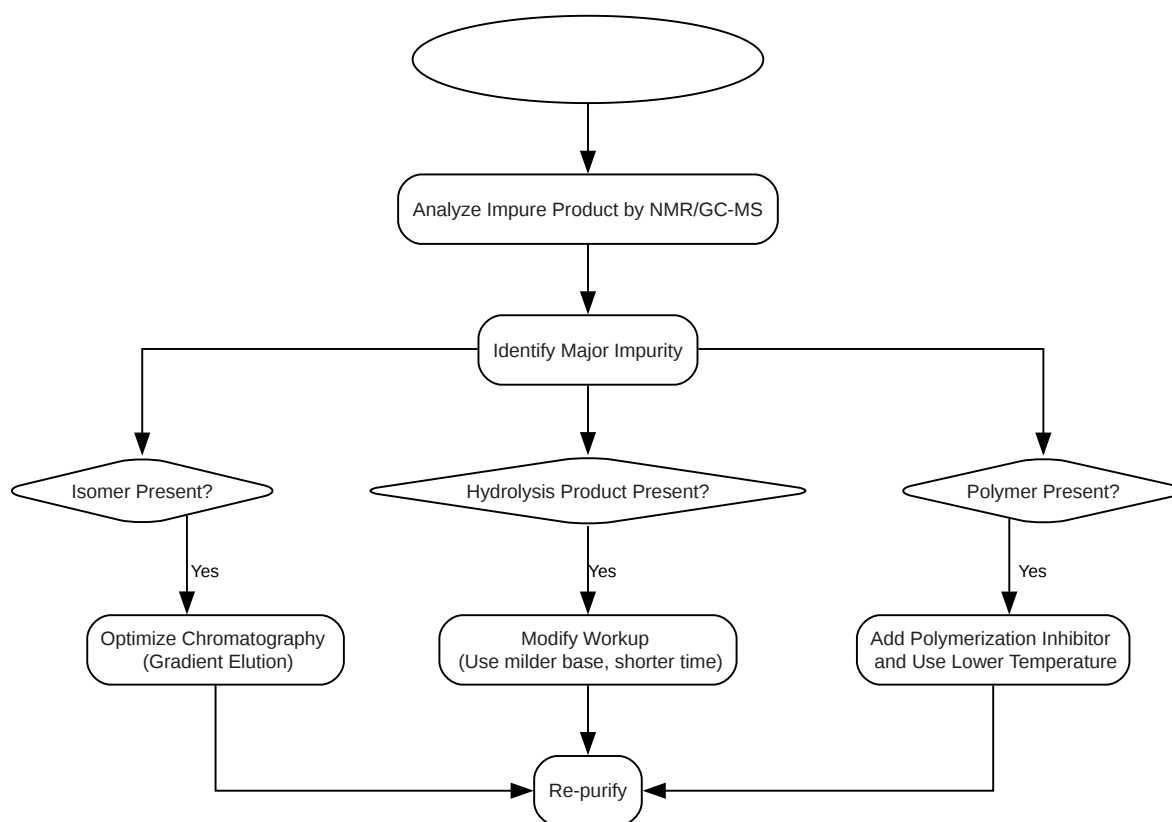 Analyze Impure Product by NMR/GC-MS
Identify Major Impurity
Isomer Present?
Hydrolysis Product Present?
Polymer Present?
Yes
Yes
Yes
Optimize Chromatography
(Gradient Elution)
Modify Workup
(Use milder base, shorter time)
Add Polymerization Inhibitor
and Use Lower Temperature
Re-purify